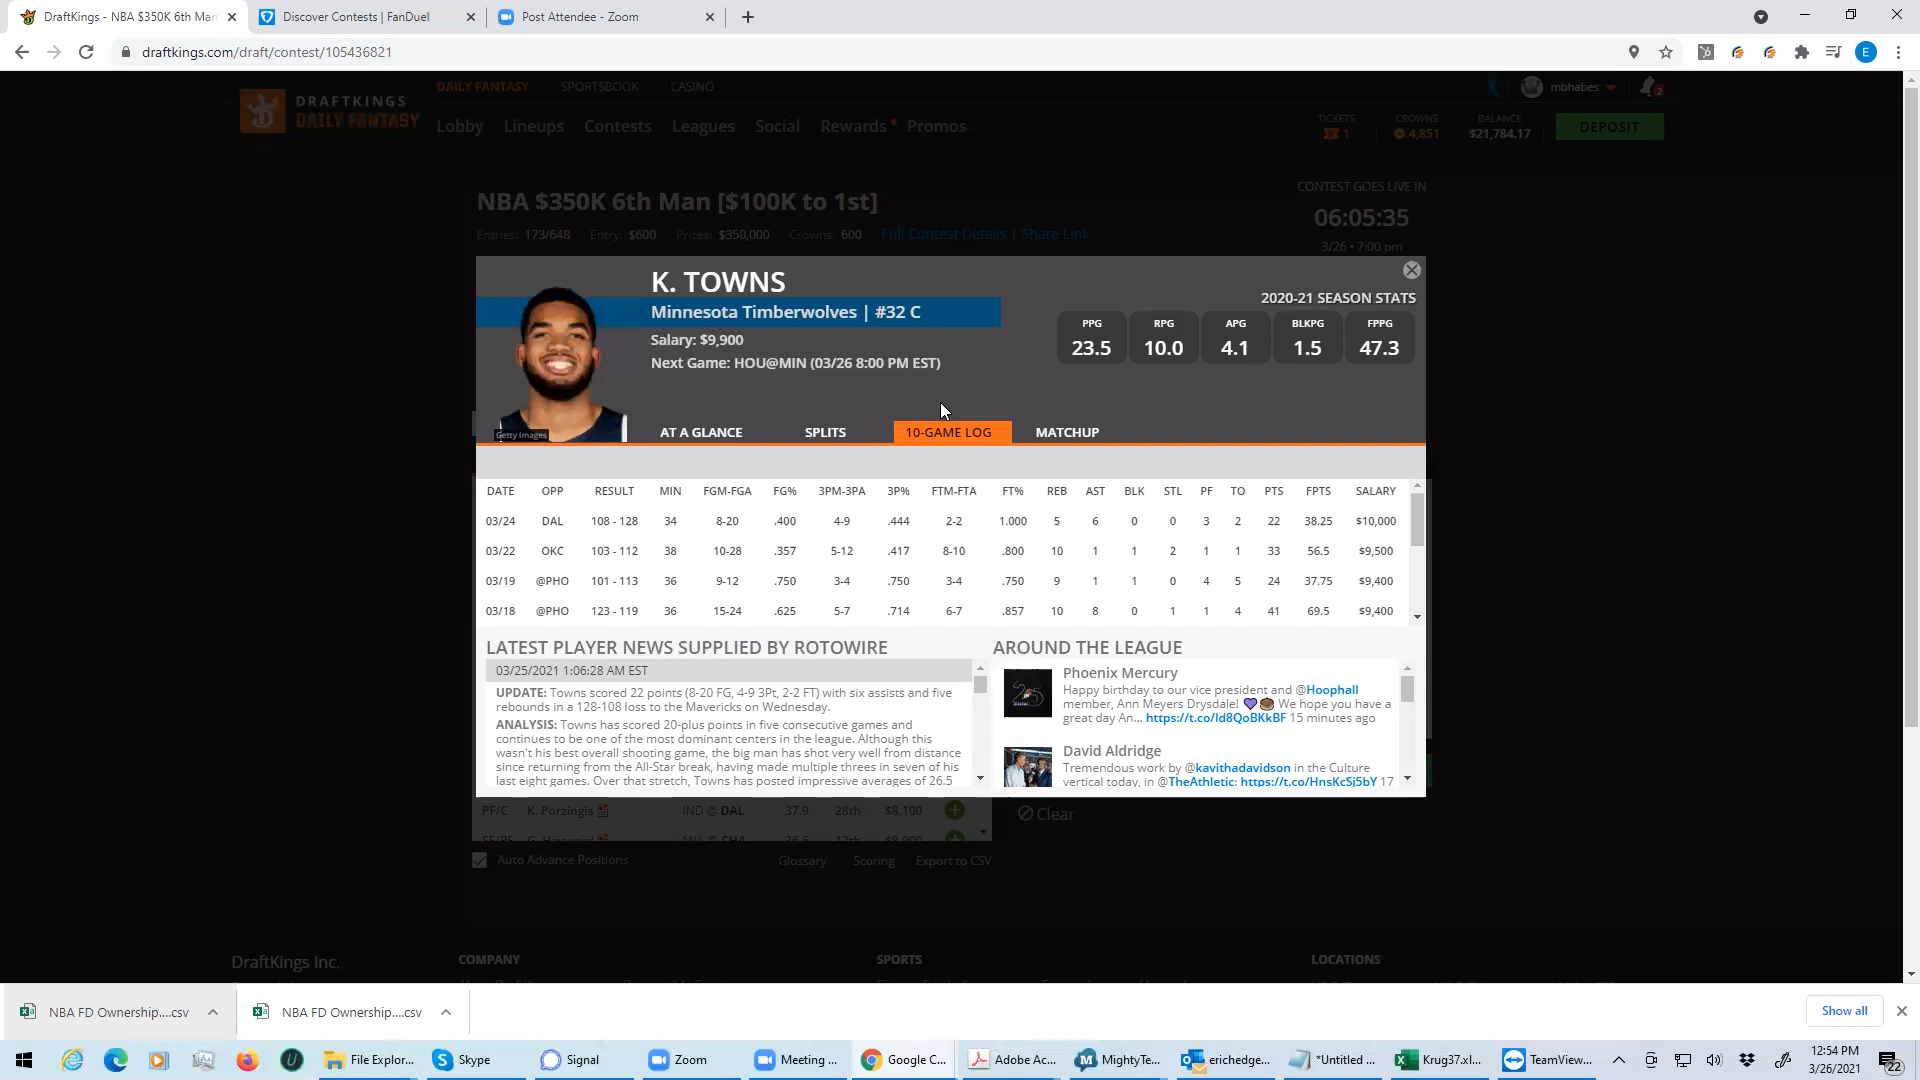 DraftKings - NBA $350K 6th Man
Discover Contests | FanDuel
Post Attendee - Zoom
draftkings.com/draft/contest/105436821
E
DRAFTKINGS
DAILY FANTASY
DAILY FANTASY SPORTSBOOK CASINO
mbhabes
2
Lobby Lineups Contests Leagues Social Rewards Promos
TICKETS CROWNS BALANCE
1 4,851 $21,784.17
DEPOSIT
NBA $350K 6th Man [$100K to 1st]
Entries: 173/648 Entry: $600 Prizes: $350,000 Crowns: 600 Full Contest Details | Share Link
CONTEST GOES LIVE IN
06:05:35
3/26 • 7:00 pm
K. TOWNS
Minnesota Timberwolves | #32 C
Salary: $9,900
Next Game: HOU@MIN (03/26 8:00 PM EST)
Getty Images
2020-21 SEASON STATS
PPG RPG APG BLKPG FPPG
23.5 10.0 4.1 1.5 47.3
AT A GLANCE SPLITS 10-GAME LOG MATCHUP
DATE OPP RESULT MIN FGM-FGA FG% 3PM-3PA 3P% FTM-FTA FT% REB AST BLK STL PF TO PTS FPTS SALARY
03/24 DAL 108 - 128 34 8-20 .400 4-9 .444 2-2 1.000 5 6 0 0 3 2 22 38.25 $10,000
03/22 OKC 103 - 112 38 10-28 .357 5-12 .417 8-10 .800 10 1 1 2 1 1 33 56.5 $9,500
03/19 @PHO 101 - 113 36 9-12 .750 3-4 .750 3-4 .750 9 1 1 0 4 5 24 37.75 $9,400
03/18 @PHO 123 - 119 36 15-24 .625 5-7 .714 6-7 .857 10 8 0 1 1 4 41 69.5 $9,400
LATEST PLAYER NEWS SUPPLIED BY ROTOWIRE
03/25/2021 1:06:28 AM EST
UPDATE: Towns scored 22 points (8-20 FG, 4-9 3Pt, 2-2 FT) with six assists and five
rebounds in a 128-108 loss to the Mavericks on Wednesday.
ANALYSIS: Towns has scored 20-plus points in five consecutive games and
continues to be one of the most dominant centers in the league. Although this
wasn't his best overall shooting game, the big man has shot very well from distance
since returning from the All-Star break, having made multiple threes in seven of his
last eight games. Over that stretch, Towns has posted impressive averages of 26.5
AROUND THE LEAGUE
Phoenix Mercury
Happy birthday to our vice president and @Hoophall
member, Ann Meyers Drysdale! 💜🎂 We hope you have a
great day An... https://t.co/ld8QoBKkBF 15 minutes ago
David Aldridge
Tremendous work by @kavithadavidson in the Culture
vertical today, in @TheAthletic: https://t.co/HnsKcSj5bY 17
PF/C K. Porzingis IND @ DAL 37.9 28th $8,100
SF/PF G. Hayward MIA @ CHA 36.6 $8,000
Clear
Auto Advance Positions Glossary Scoring Export to CSV
DraftKings Inc. COMPANY SPORTS LOCATIONS
NBA FD Ownership....csv
NBA FD Ownership....csv
Show all
File Explor...
Skype
Signal
Zoom
Meeting ...
Google C...
Adobe Ac...
MightyTe...
erichedge...
*Untitled ...
Krug37.xl...
TeamView...
12:54 PM
3/26/2021
22